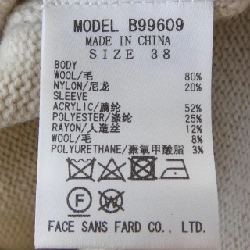 MODEL B99609
MADE IN CHINA
SIZE 38
BODY
WOOL/毛 80%
NYLON/尼龙 20%
SLEEVE
ACRYLIC/腈纶 52%
POLYESTER/涤纶 25%
RAYON/人造丝 12%
WOOL/毛 8%
POLYURETHANE/聚氧甲酸脂 3%
F
FACE SANS FARD CO., LTD.